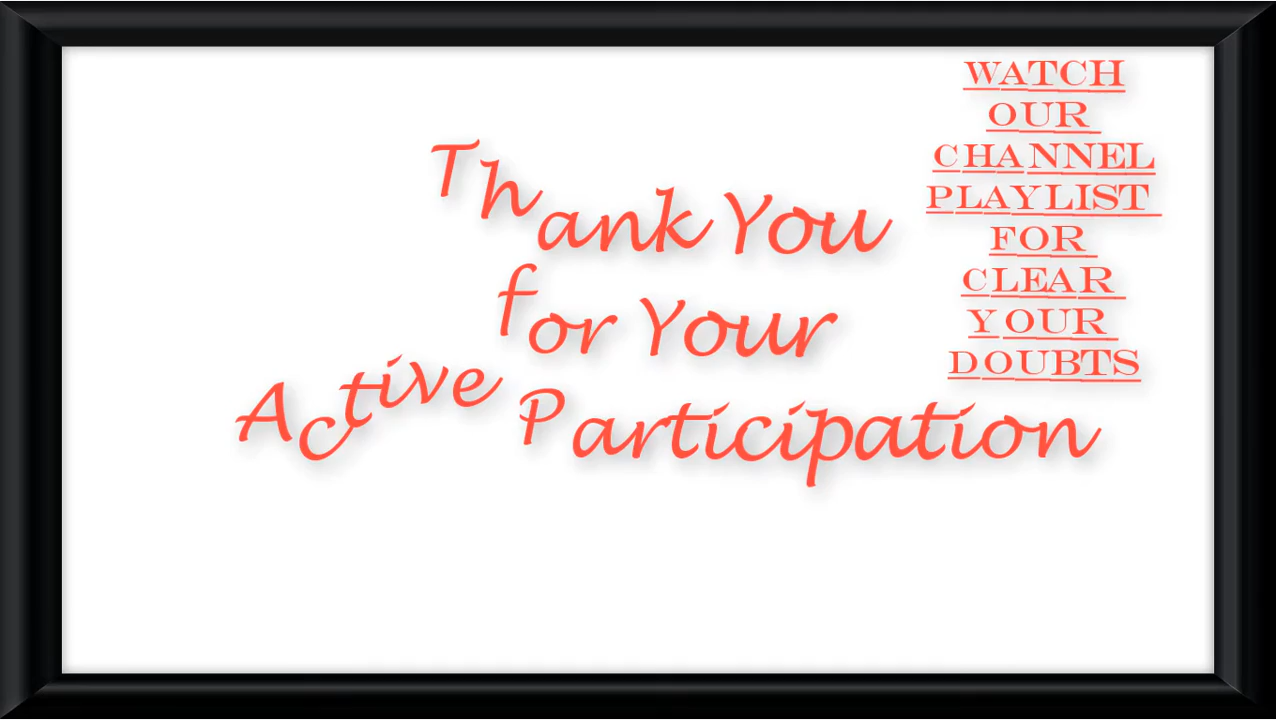 Thank You
for Your
Active Participation
WATCH
OUR
CHANNEL
PLAYLIST
FOR
CLEAR
YOUR
DOUBTS